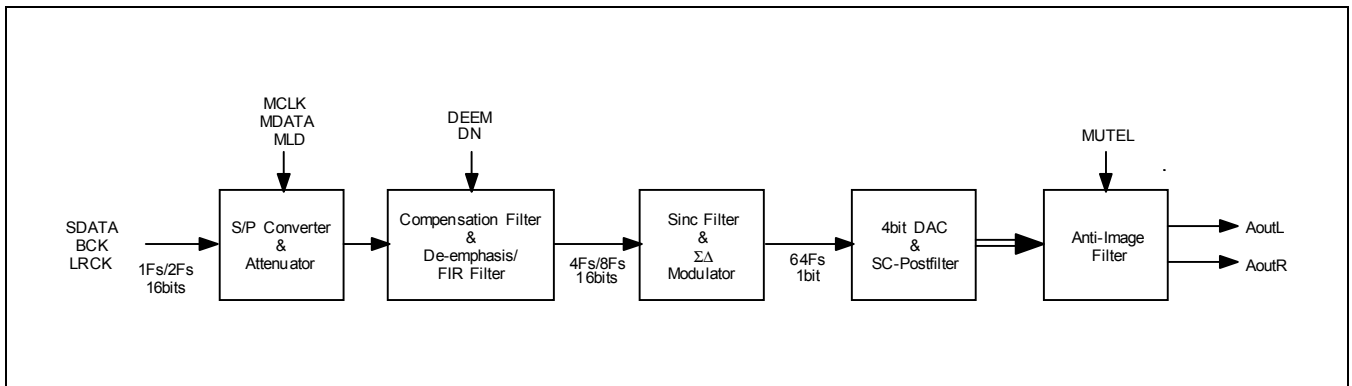 MCLK
MDATA
MLD
DEEM
DN
MUTEL
SDATA
BCK
LRCK
1Fs/2Fs
16bits
S/P Converter
&
Attenuator
Compensation Filter
&
De-emphasis/
FIR Filter
4Fs/8Fs
16bits
Sinc Filter
&
ΣΔ
Modulator
64Fs
1bit
4bit DAC
&
SC-Postfilter
Anti-Image
Filter
AoutL
AoutR